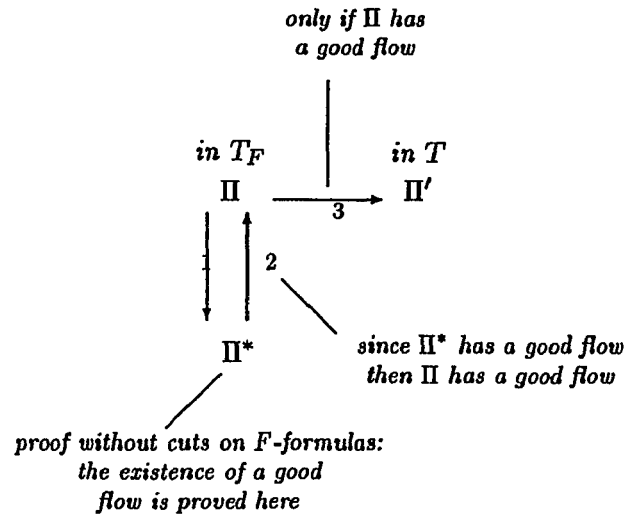 only if Π has
a good flow
in T_F
in T
Π
Π′
3
1
2
Π*
since Π* has a good flow
then Π has a good flow
proof without cuts on F-formulas:
the existence of a good
flow is proved here